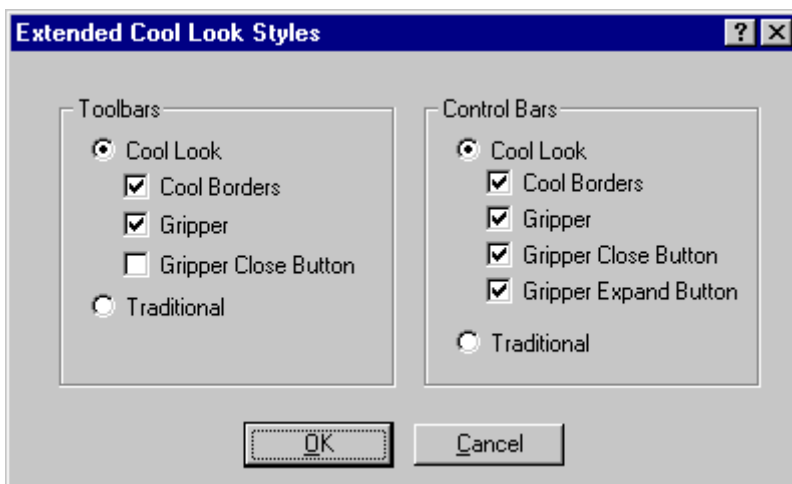 Extended Cool Look Styles
Toolbars
Cool Look
Cool Borders
Gripper
Gripper Close Button
Traditional
Control Bars
Cool Look
Cool Borders
Gripper
Gripper Close Button
Gripper Expand Button
Traditional
OK
Cancel